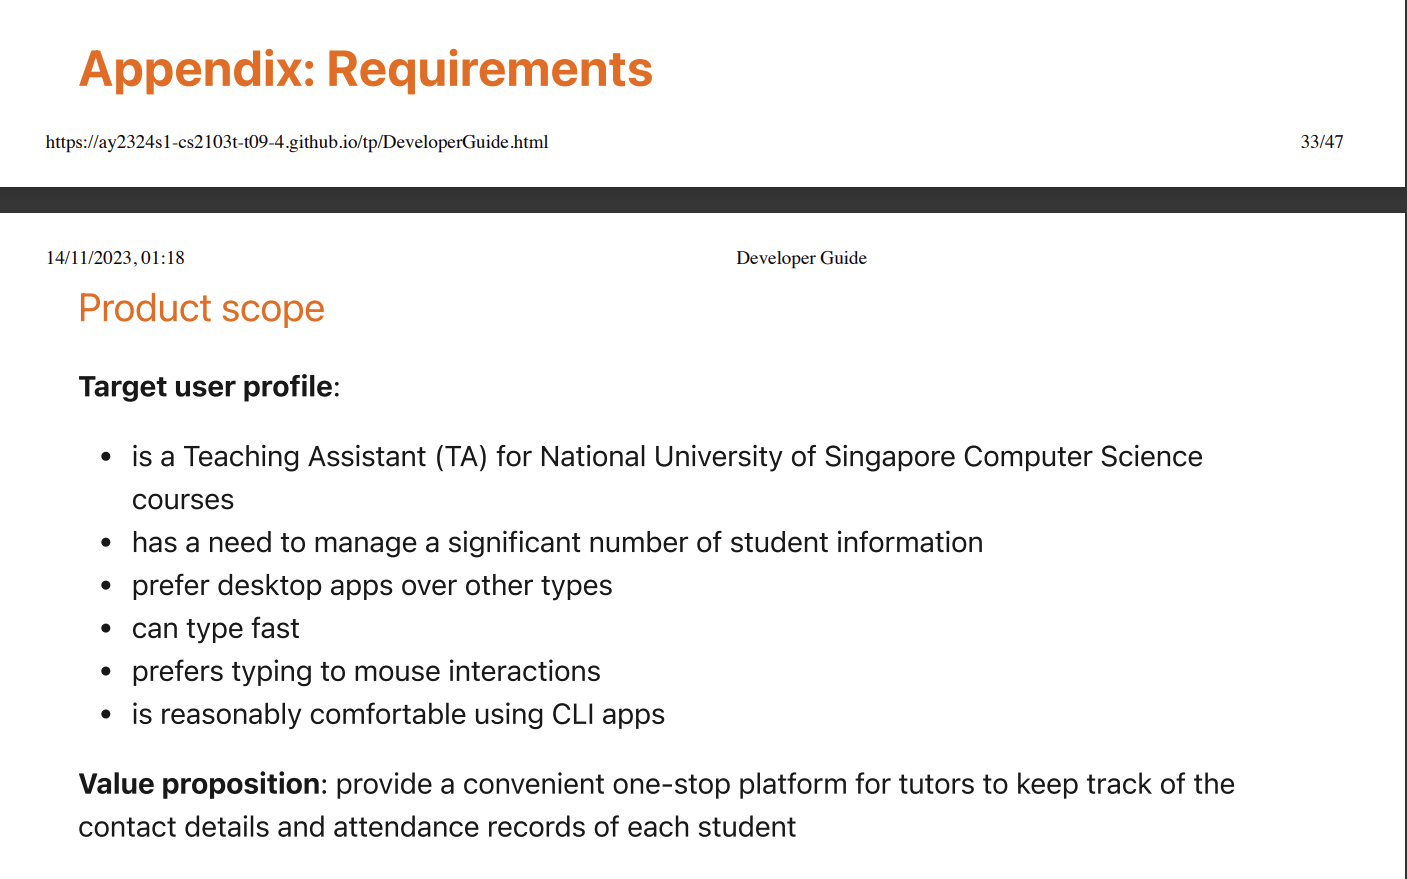 Appendix: Requirements
https://ay2324s1-cs2103t-t09-4.github.io/tp/DeveloperGuide.html 33/47
14/11/2023, 01:18 Developer Guide
Product scope
Target user profile:
• is a Teaching Assistant (TA) for National University of Singapore Computer Science
courses
• has a need to manage a significant number of student information
• prefer desktop apps over other types
• can type fast
• prefers typing to mouse interactions
• is reasonably comfortable using CLI apps
Value proposition: provide a convenient one-stop platform for tutors to keep track of the
contact details and attendance records of each student